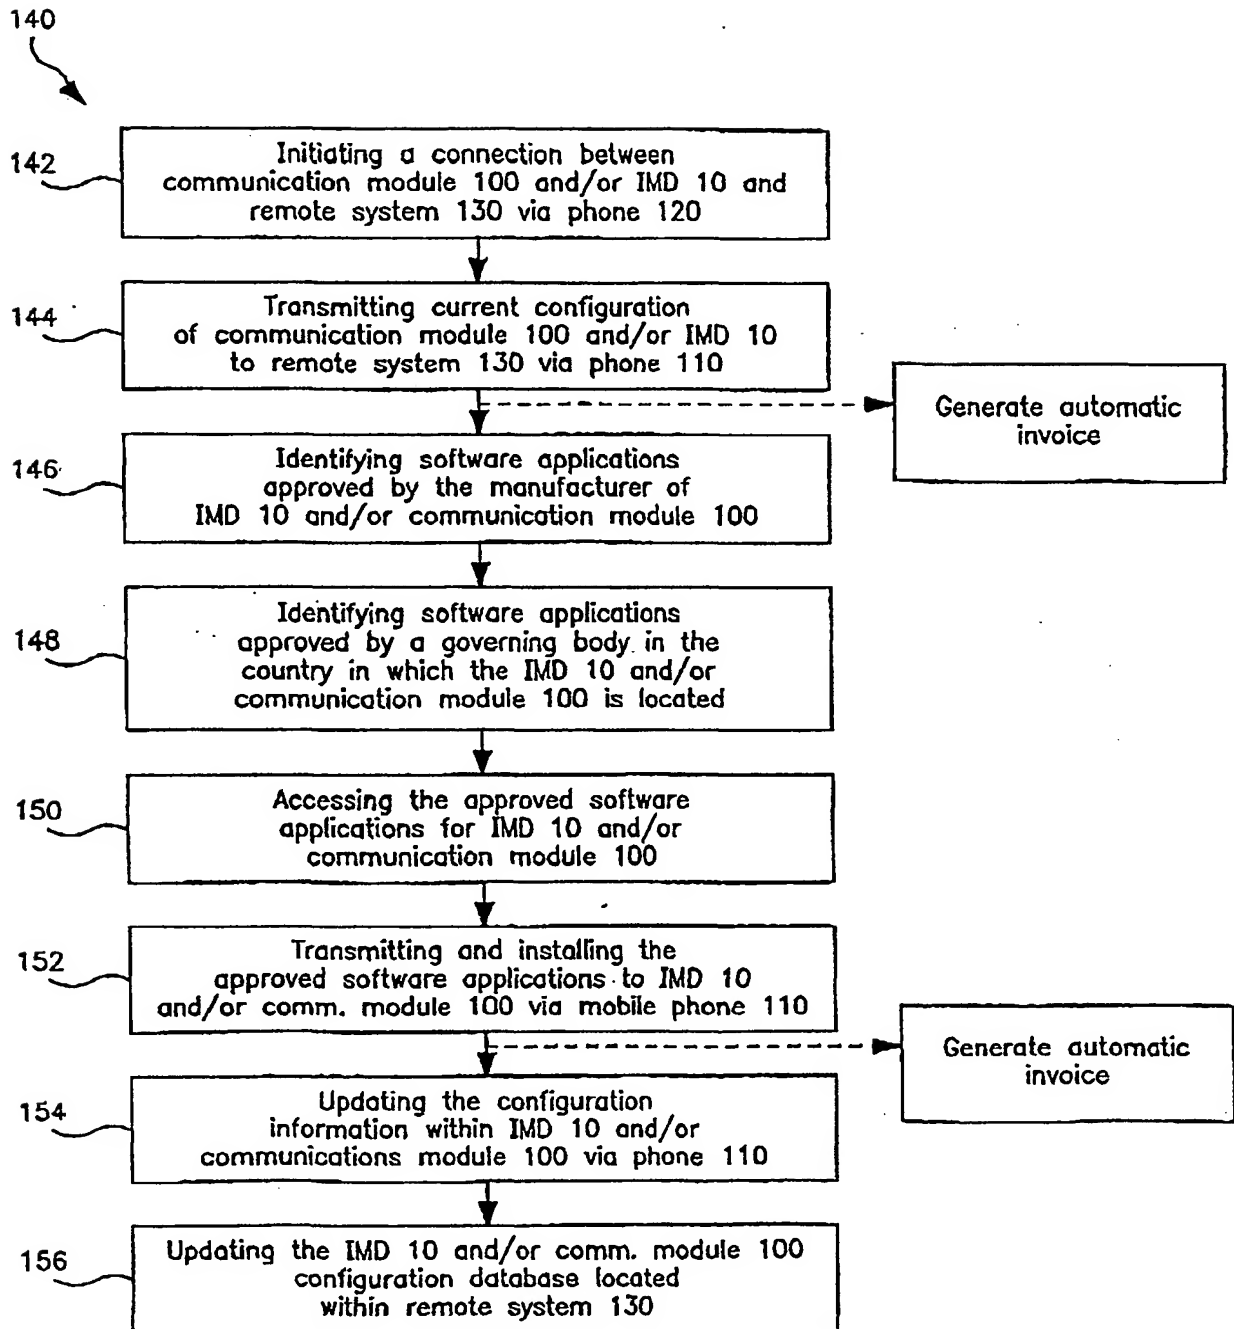 140
142
Initiating a connection between
communication module 100 and/or IMD 10 and
remote system 130 via phone 120
144
Transmitting current configuration
of communication module 100 and/or IMD 10
to remote system 130 via phone 110
Generate automatic
invoice
146
Identifying software applications
approved by the manufacturer of
IMD 10 and/or communication module 100
148
Identifying software applications
approved by a governing body in the
country in which the IMD 10 and/or
communication module 100 is located
150
Accessing the approved software
applications for IMD 10 and/or
communication module 100
152
Transmitting and installing the
approved software applications to IMD 10
and/or comm. module 100 via mobile phone 110
Generate automatic
invoice
154
Updating the configuration
information within IMD 10 and/or
communications module 100 via phone 110
156
Updating the IMD 10 and/or comm. module 100
configuration database located
within remote system 130